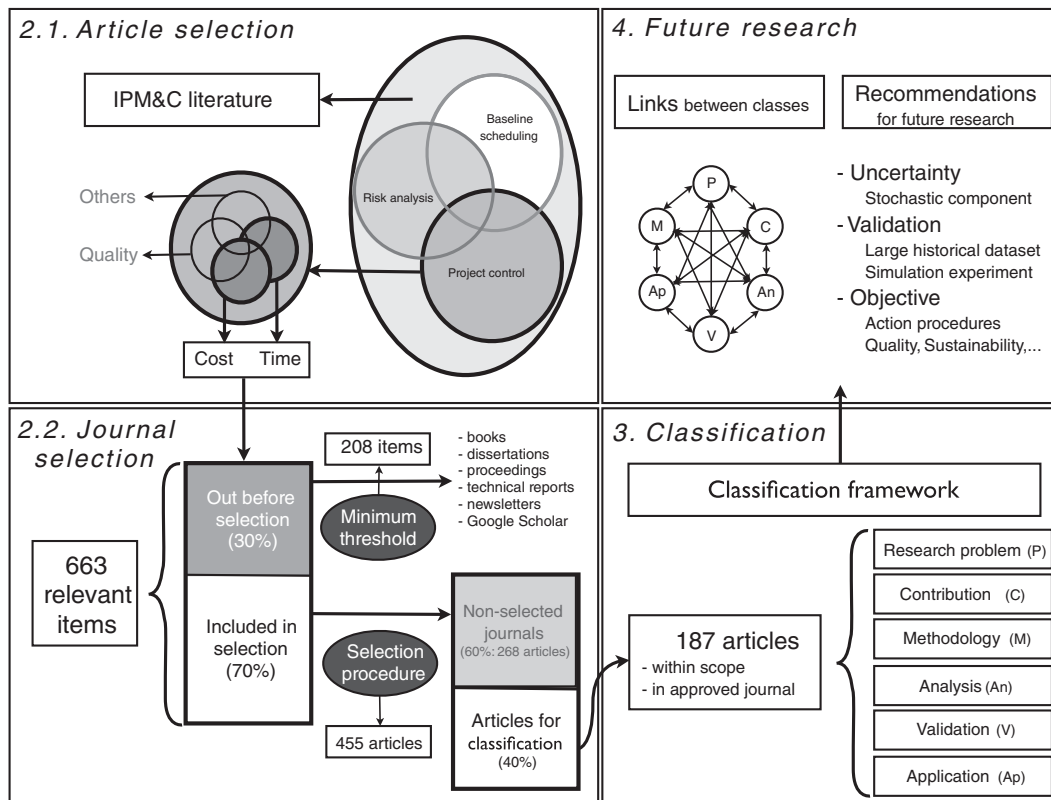 2.1. Article selection
IPM&C literature
Baseline
scheduling
Risk analysis
Project control
Others
Quality
Cost Time
2.2. Journal
selection
663
relevant
items
Out before
selection
(30%)
Included in
selection
(70%)
208 items
Minimum
threshold
- books
- dissertations
- proceedings
- technical reports
- newsletters
- Google Scholar
Selection
procedure
455 articles
Non-selected
journals
(60%: 268 articles)
Articles for
classification
(40%)
3. Classification
Classification framework
187 articles
- within scope
- in approved journal
Research problem (P)
Contribution (C)
Methodology (M)
Analysis (An)
Validation (V)
Application (Ap)
4. Future research
Links between classes
P
M
C
Ap
An
V
Recommendations
for future research
- Uncertainty
Stochastic component
- Validation
Large historical dataset
Simulation experiment
- Objective
Action procedures
Quality, Sustainability,...